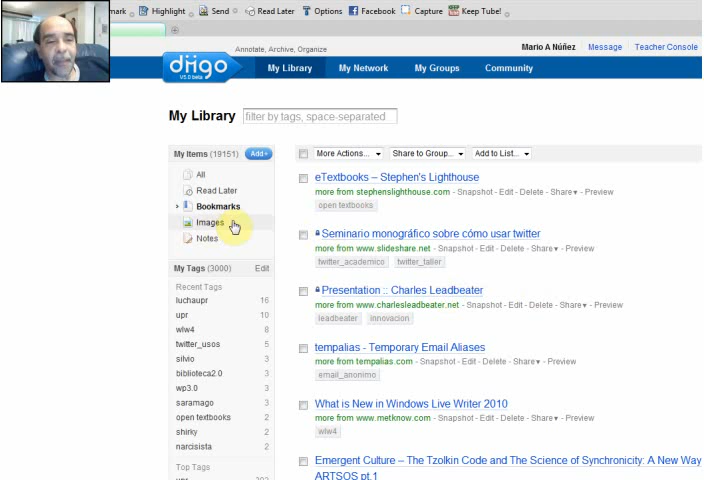 mark Highlight Send Read Later Options Facebook Capture Keep Tube!
Annotate, Archive, Organize
Mario A Núñez Message Teacher Console
diigo
V5.0 beta
My Library My Network My Groups Community
My Library filter by tags, space-separated
My Items (19151) Add»
All
Read Later
Bookmarks
Images
Notes
My Tags (3000) Edit
Recent Tags
luchaupr 16
upr 10
wlw4 8
twitter_usos 5
silvio 3
biblioteca2.0 3
wp3.0 3
saramago 3
open textbooks 2
shirky 2
narcisista 2
Top Tags
upr 202
More Actions... Share to Group... Add to List...
eTextbooks – Stephen's Lighthouse
more from stephenslighthouse.com - Snapshot - Edit - Delete - Share - Preview
open textbooks
Seminario monográfico sobre cómo usar twitter
more from www.slideshare.net - Snapshot - Edit - Delete - Share - Preview
twitter_academico twitter_taller
Presentation :: Charles Leadbeater
more from www.charlesleadbeater.net - Snapshot - Edit - Delete - Share - Preview
leadbeater innovacion
tempalias - Temporary Email Aliases
more from tempalias.com - Snapshot - Edit - Delete - Share - Preview
email_anonimo
What is New in Windows Live Writer 2010
more from www.metknow.com - Snapshot - Edit - Delete - Share - Preview
wlw4
Emergent Culture – The Tzolkin Code and The Science of Synchronicity: A New Way
ARTSOS pt.1